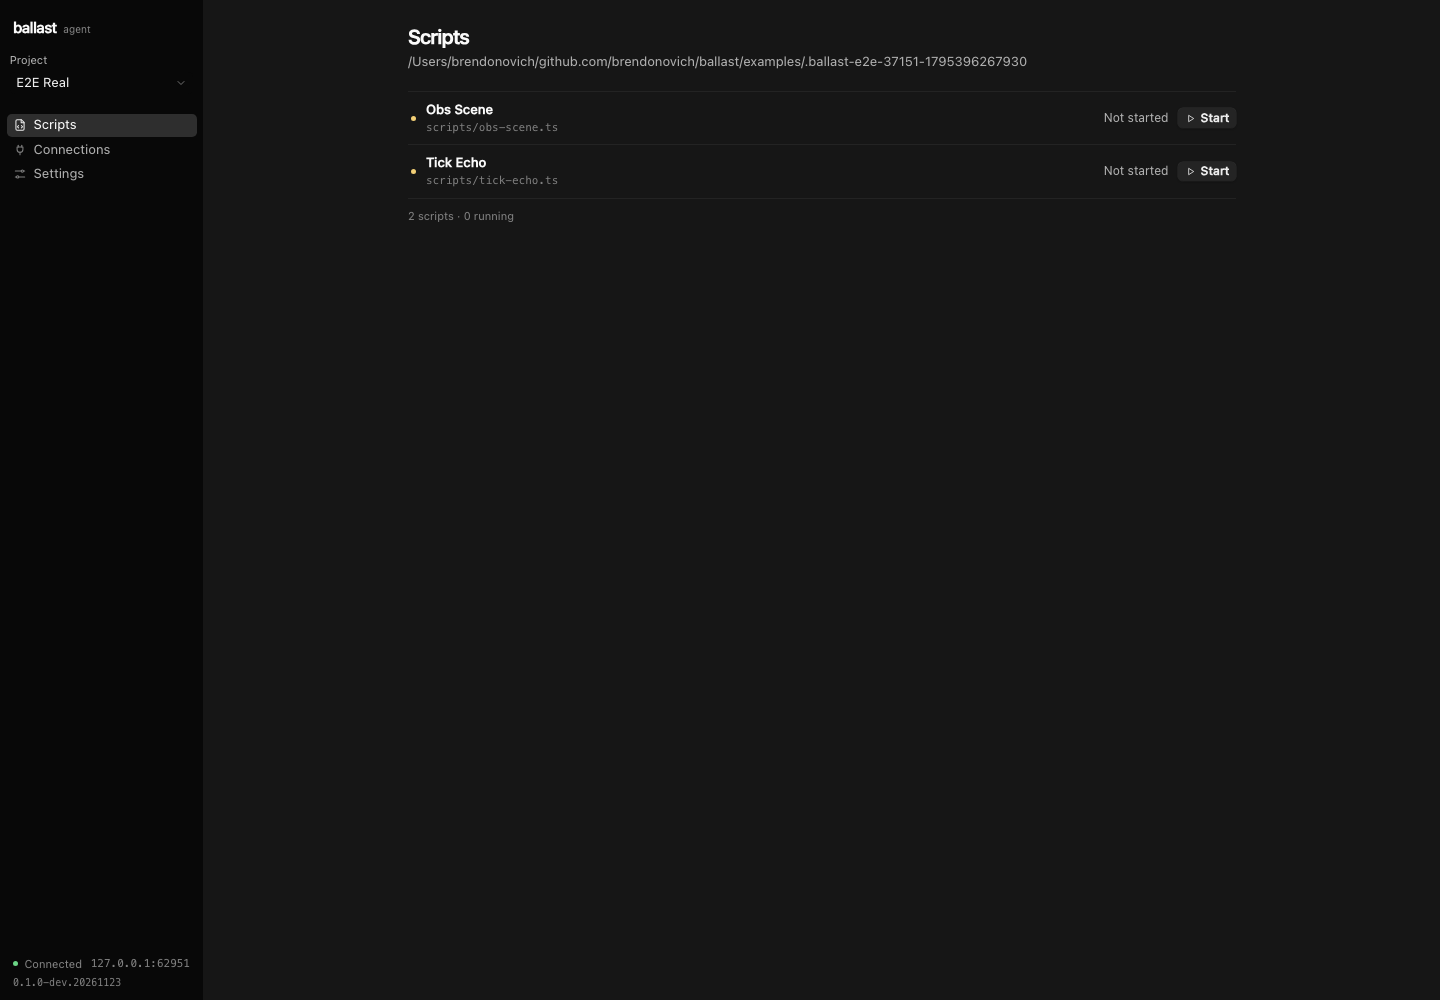 ballast agent
Project
E2E Real
Scripts
Connections
Settings
Connected 127.0.0.1:62951
0.1.0-dev.20261123
Scripts
/Users/brendonovich/github.com/brendonovich/ballast/examples/.ballast-e2e-37151-1795396267930
Obs Scene
scripts/obs-scene.ts
Not started
Start
Tick Echo
scripts/tick-echo.ts
Not started
Start
2 scripts · 0 running